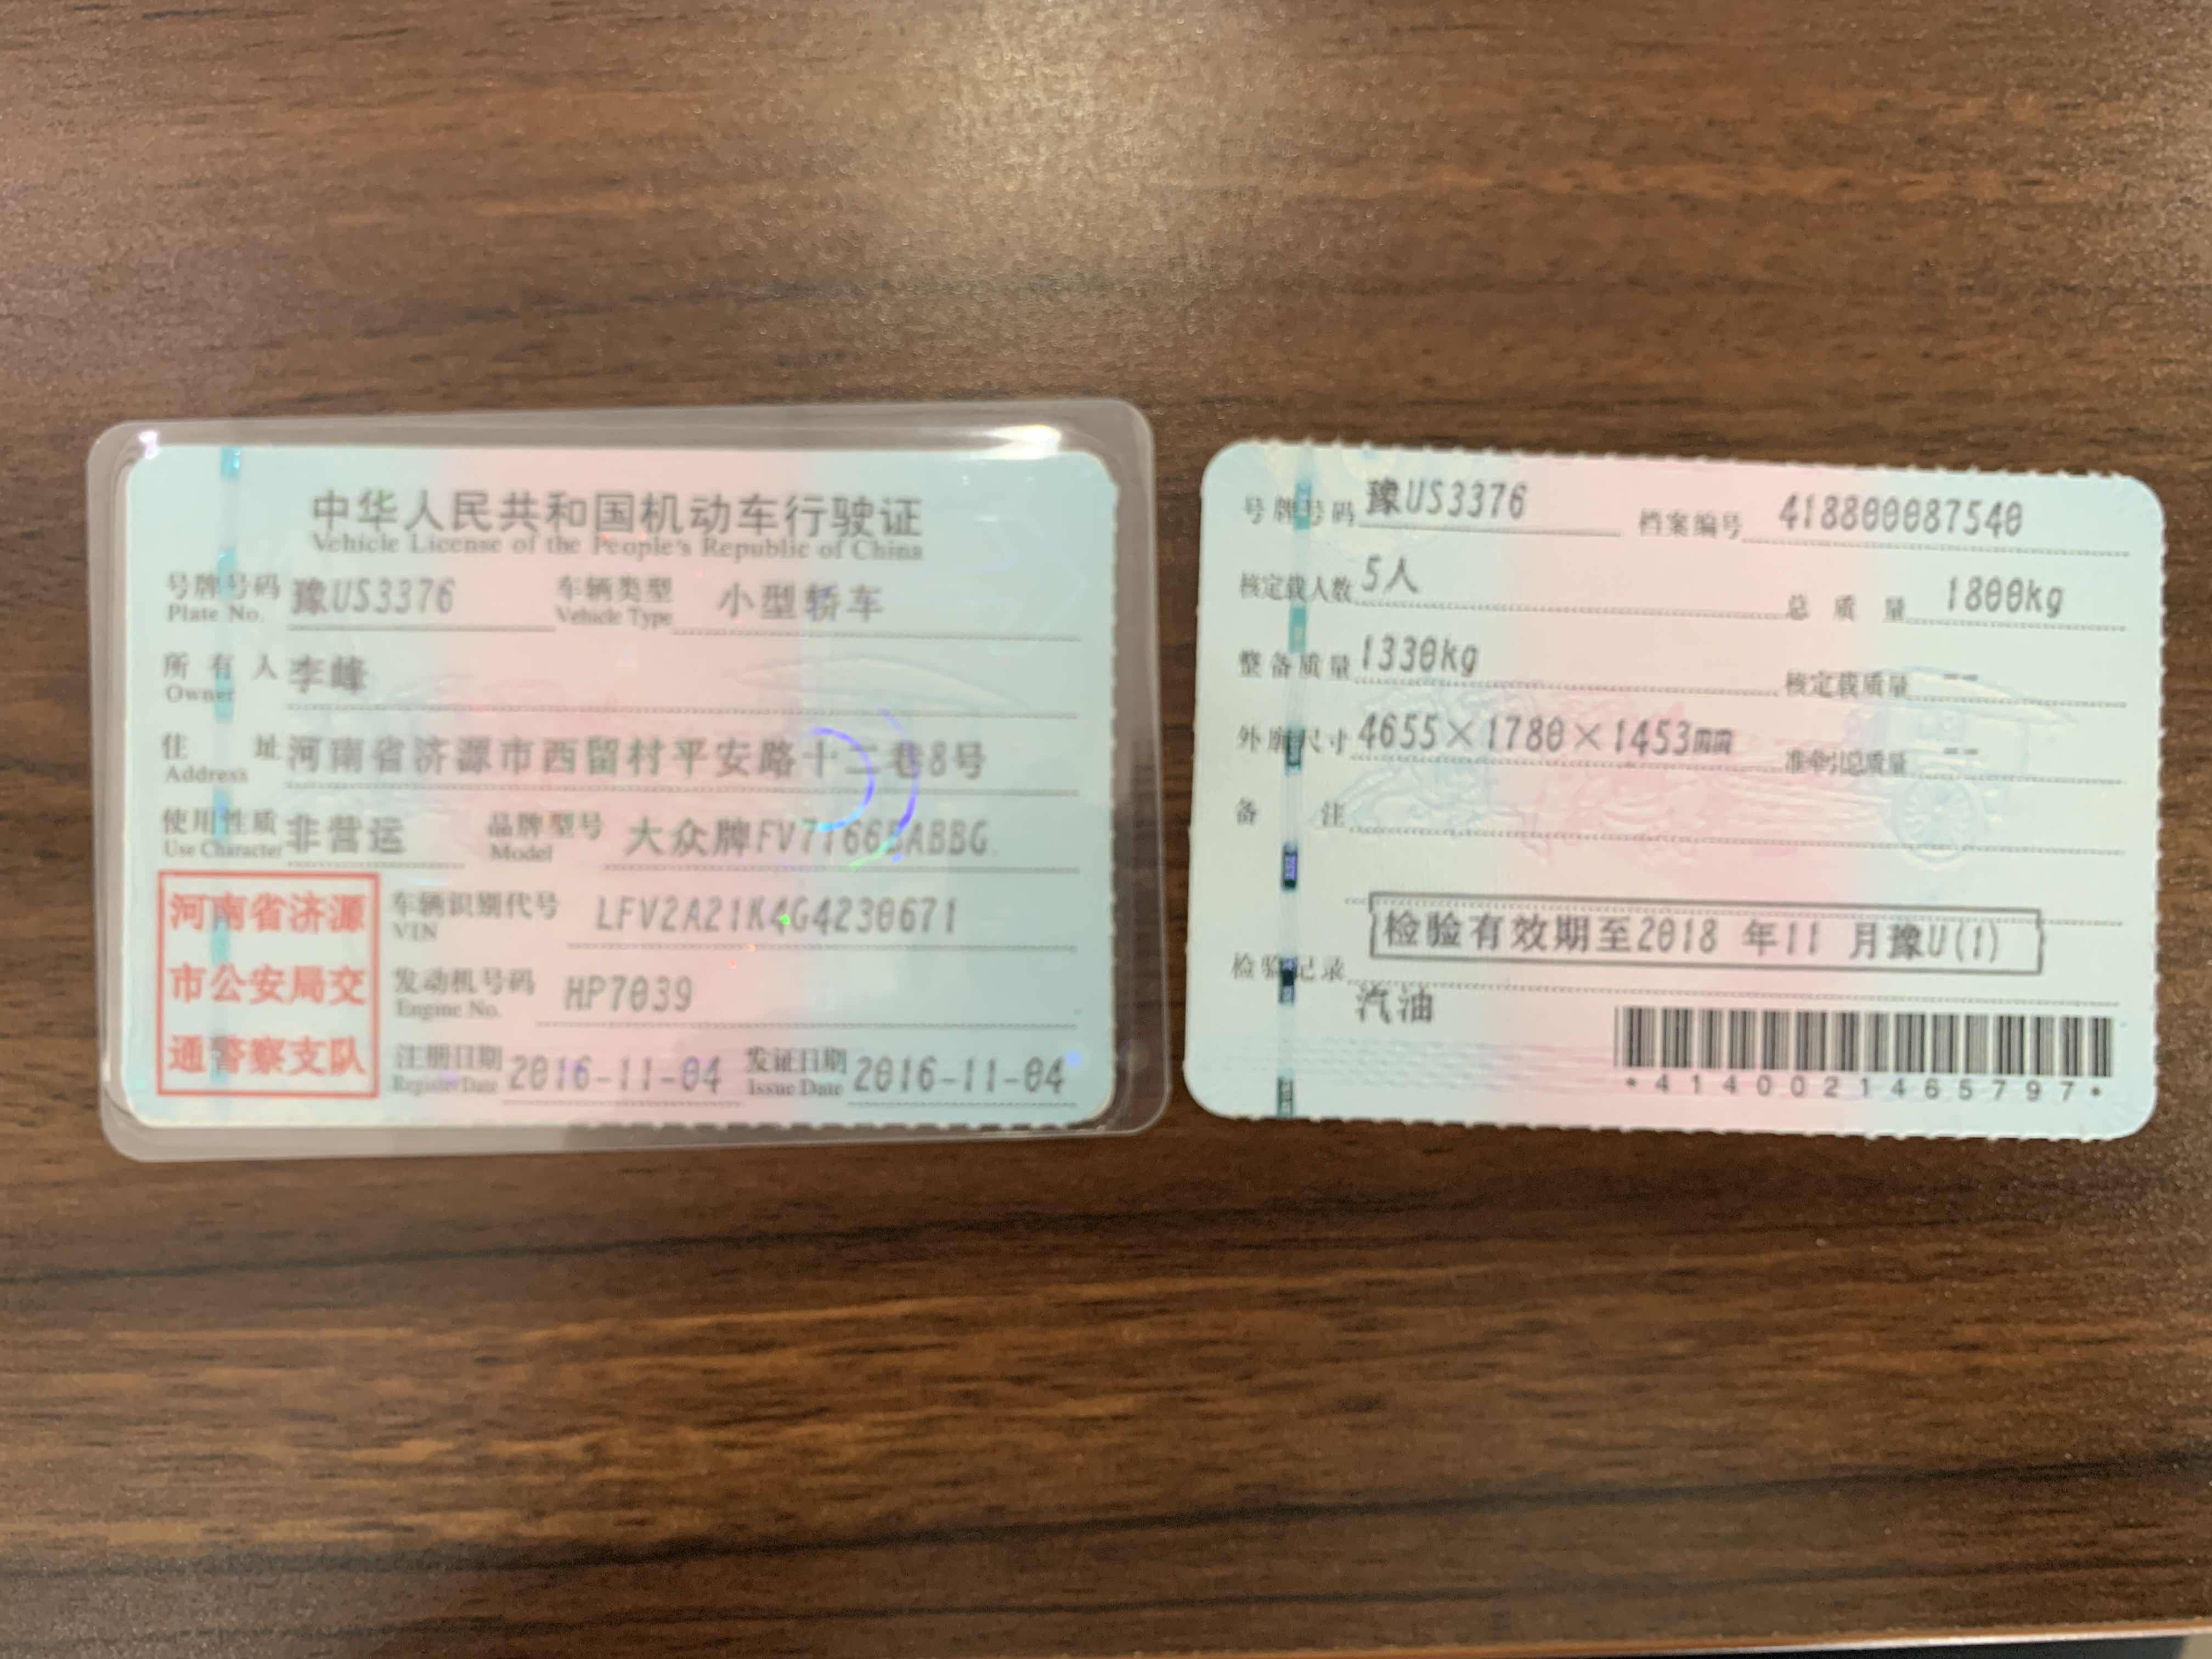 中华人民共和国机动车行驶证
Vehicle License of the People's Republic of China
号牌号码 豫US3376 车辆类型 小型轿车
Plate No. Vehicle Type
所有人 李峰
Owner
住址 河南省济源市西留村平安路十二巷8号
Address
使用性质 非营运 品牌型号 大众牌FV7166BABBG
Use Character Model
河南省济源
市公安局交
通警察支队
车辆识别代号 LFV2A21K4G4230671
VIN
发动机号码 HP7039
Engine No.
注册日期 2016-11-04 发证日期 2016-11-04
Register Date Issue Date
号牌号码 豫US3376 档案编号 418800087540
核定载人数 5人 总质量 1800kg
整备质量 1330kg 核定载质量 --
外廓尺寸 4655×1780×1453mm 准牵引总质量 --
备注
检验有效期至2018年11月豫U(1)
检验记录
汽油
*4140021465797*